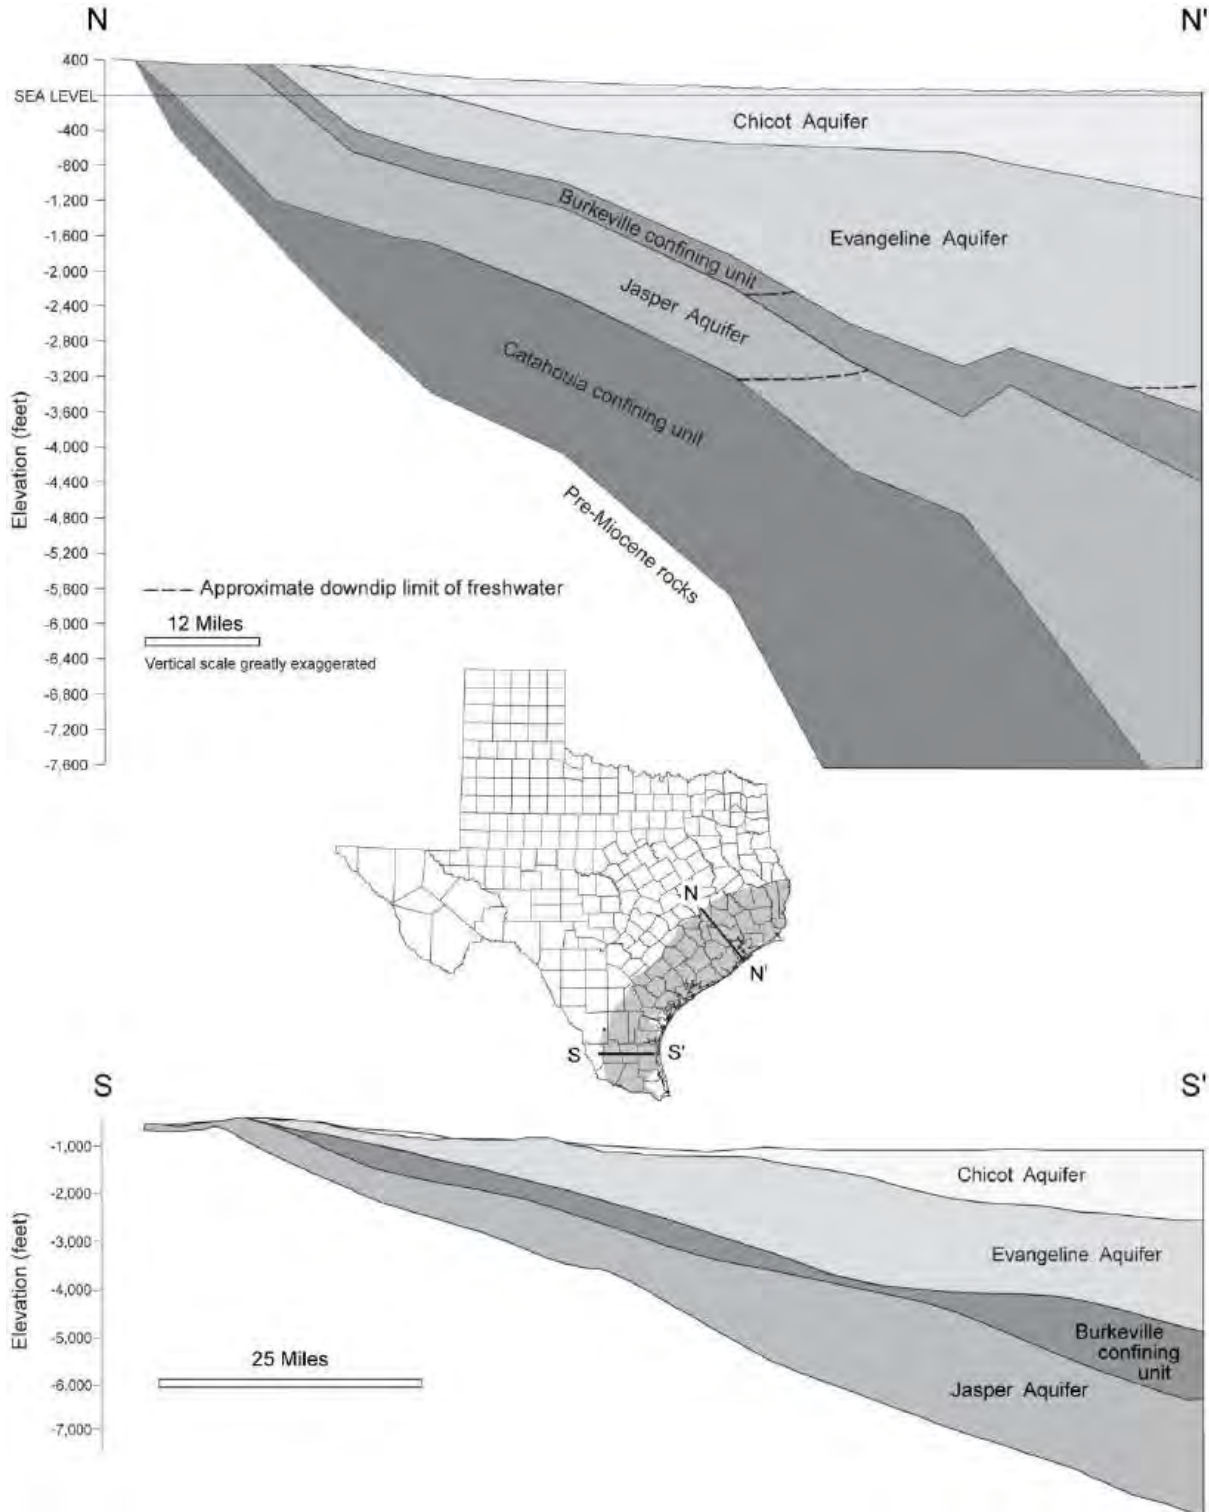 N
N'
400
SEA LEVEL
-400
-800
-1,200
-1,600
-2,000
-2,400
-2,800
-3,200
-3,600
-4,000
-4,400
-4,800
-5,200
-5,600
-6,000
-6,400
-6,800
-7,200
-7,600
Elevation (feet)
Chicot Aquifer
Evangeline Aquifer
Burkeville confining unit
Jasper Aquifer
Catahoula confining unit
Pre-Miocene rocks
Approximate downdip limit of freshwater
12 Miles
Vertical scale greatly exaggerated
N
N'
S
S'
S
S'
-1,000
-2,000
-3,000
-4,000
-5,000
-6,000
-7,000
Elevation (feet)
Chicot Aquifer
Evangeline Aquifer
Burkeville
confining
unit
Jasper Aquifer
25 Miles